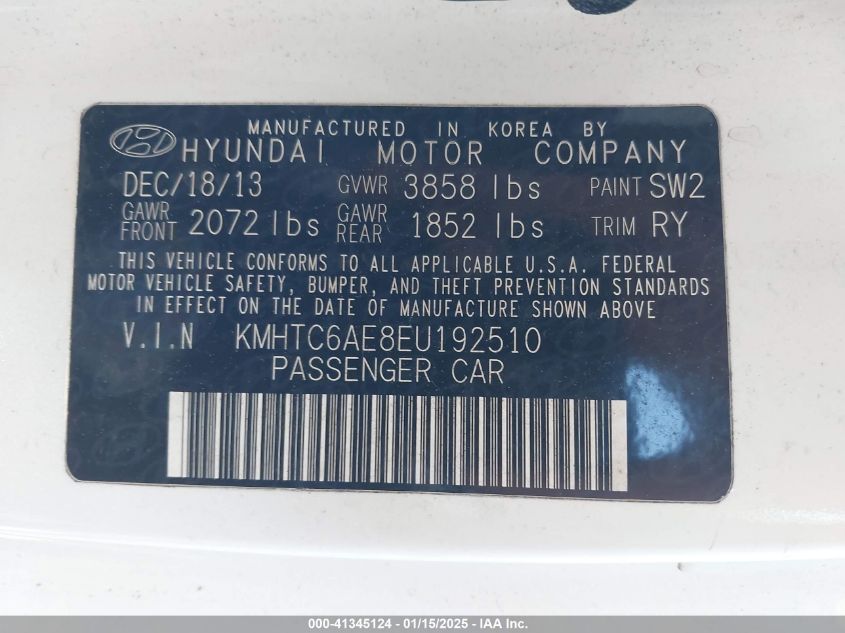 MANUFACTURED IN KOREA BY
HYUNDAI MOTOR COMPANY
DEC/18/13 GVWR 3858 lbs PAINT SW2
GAWR FRONT 2072 lbs GAWR REAR 1852 lbs TRIM RY
THIS VEHICLE CONFORMS TO ALL APPLICABLE U.S.A. FEDERAL
MOTOR VEHICLE SAFETY, BUMPER, AND THEFT PREVENTION STANDARDS
IN EFFECT ON THE DATE OF MANUFACTURE SHOWN ABOVE
V.I.N KMHTC6AE8EU192510
PASSENGER CAR
000-41345124 - 01/15/2025 - IAA Inc.